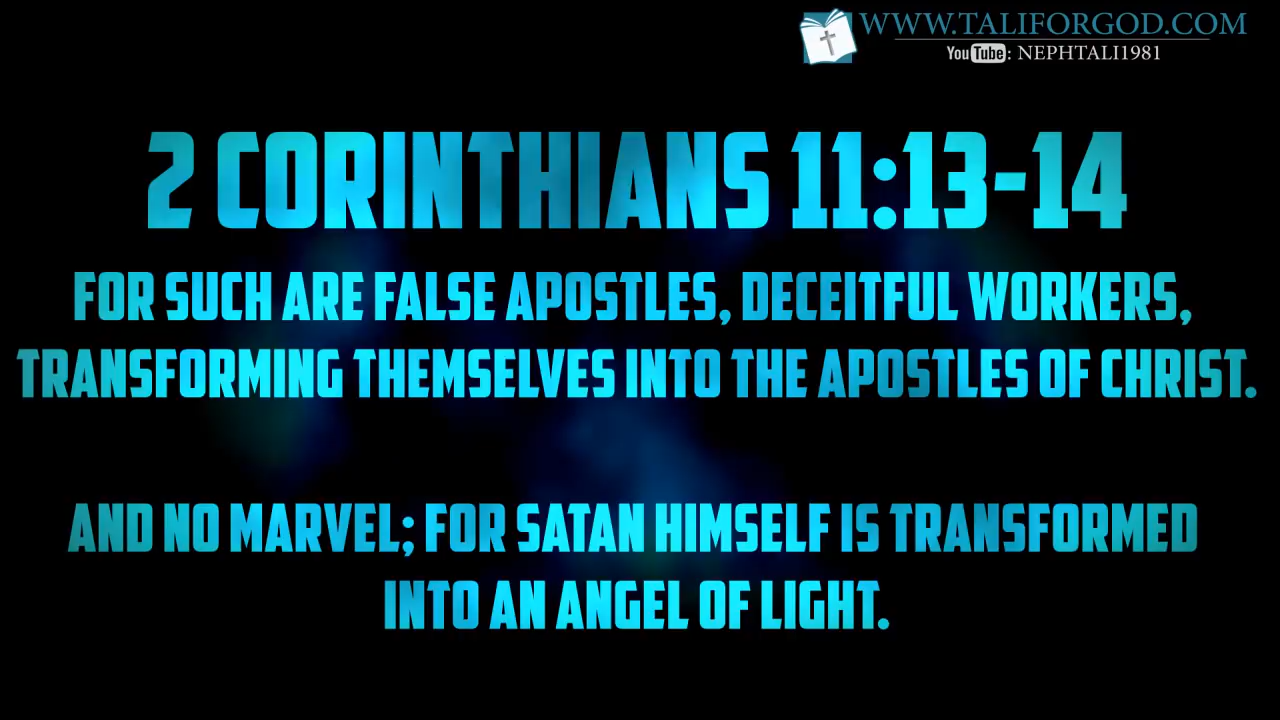 WWW.TALIFORGOD.COM
YouTube: NEPHTALI1981
2 CORINTHIANS 11:13-14
FOR SUCH ARE FALSE APOSTLES, DECEITFUL WORKERS,
TRANSFORMING THEMSELVES INTO THE APOSTLES OF CHRIST.
AND NO MARVEL; FOR SATAN HIMSELF IS TRANSFORMED
INTO AN ANGEL OF LIGHT.